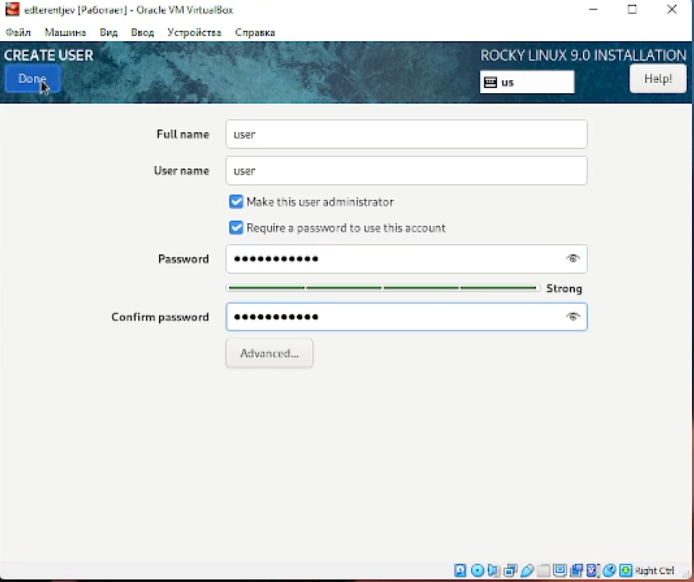 edterentjev [Работает] - Oracle VM VirtualBox
Файл Машина Вид Ввод Устройства Справка
CREATE USER
ROCKY LINUX 9.0 INSTALLATION
Done
us
Help!
Full name user
User name user
Make this user administrator
Require a password to use this account
Password •••••••••••
Strong
Confirm password •••••••••••
Advanced...
Right Ctrl